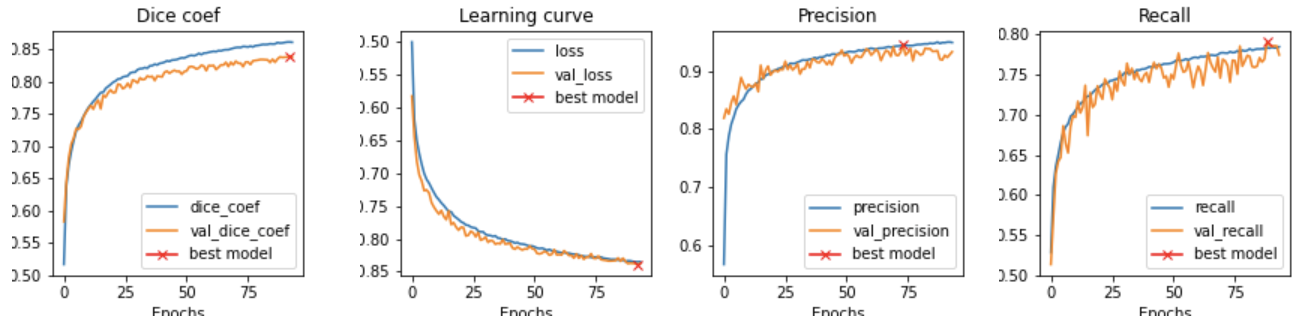 Dice coef
0.85
0.80
0.75
0.70
0.65
0.60
0.55
0.50
dice_coef
val_dice_coef
best model
0 25 50 75
Epochs
Learning curve
0.50
0.55
0.60
0.65
0.70
0.75
0.80
0.85
loss
val_loss
best model
0 25 50 75
Epochs
Precision
0.9
0.8
0.7
0.6
precision
val_precision
best model
0 25 50 75
Epochs
Recall
0.80
0.75
0.70
0.65
0.60
0.55
0.50
recall
val_recall
best model
0 25 50 75
Epochs